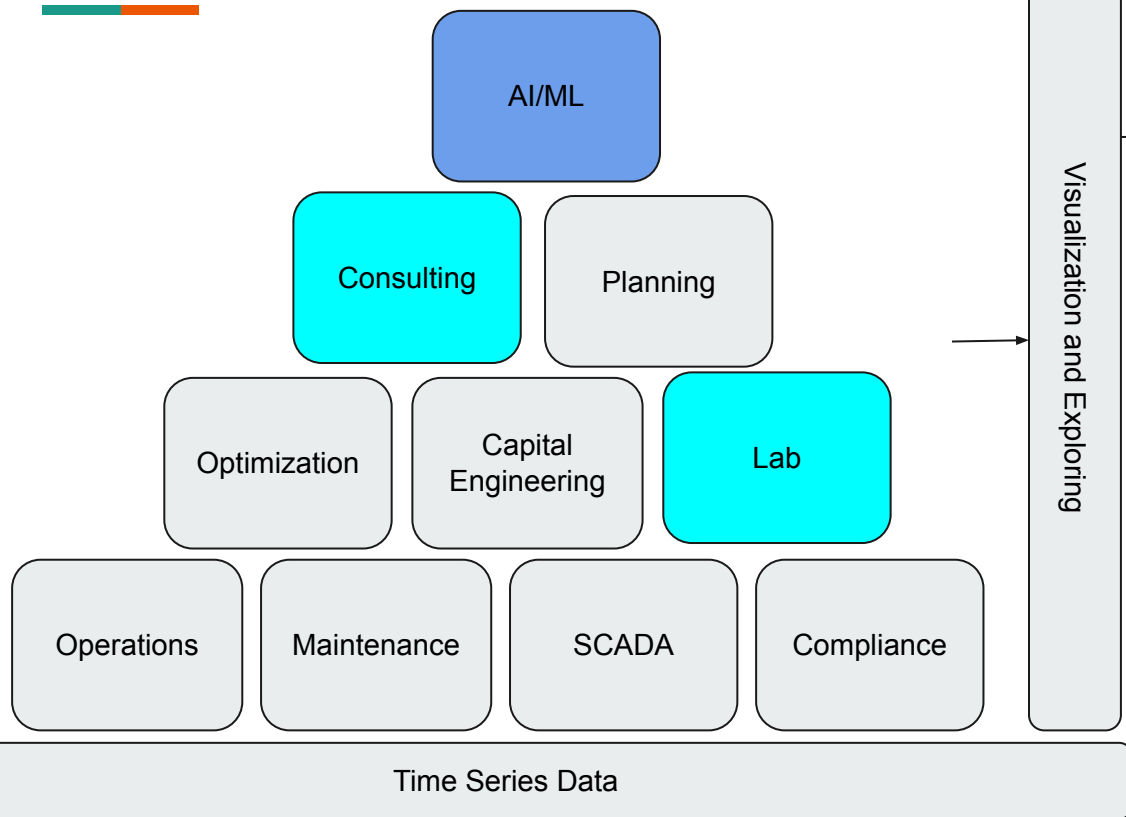 AI/ML
Consulting
Planning
Optimization
Capital
Engineering
Lab
Operations
Maintenance
SCADA
Compliance
Visualization and Exploring
Time Series Data